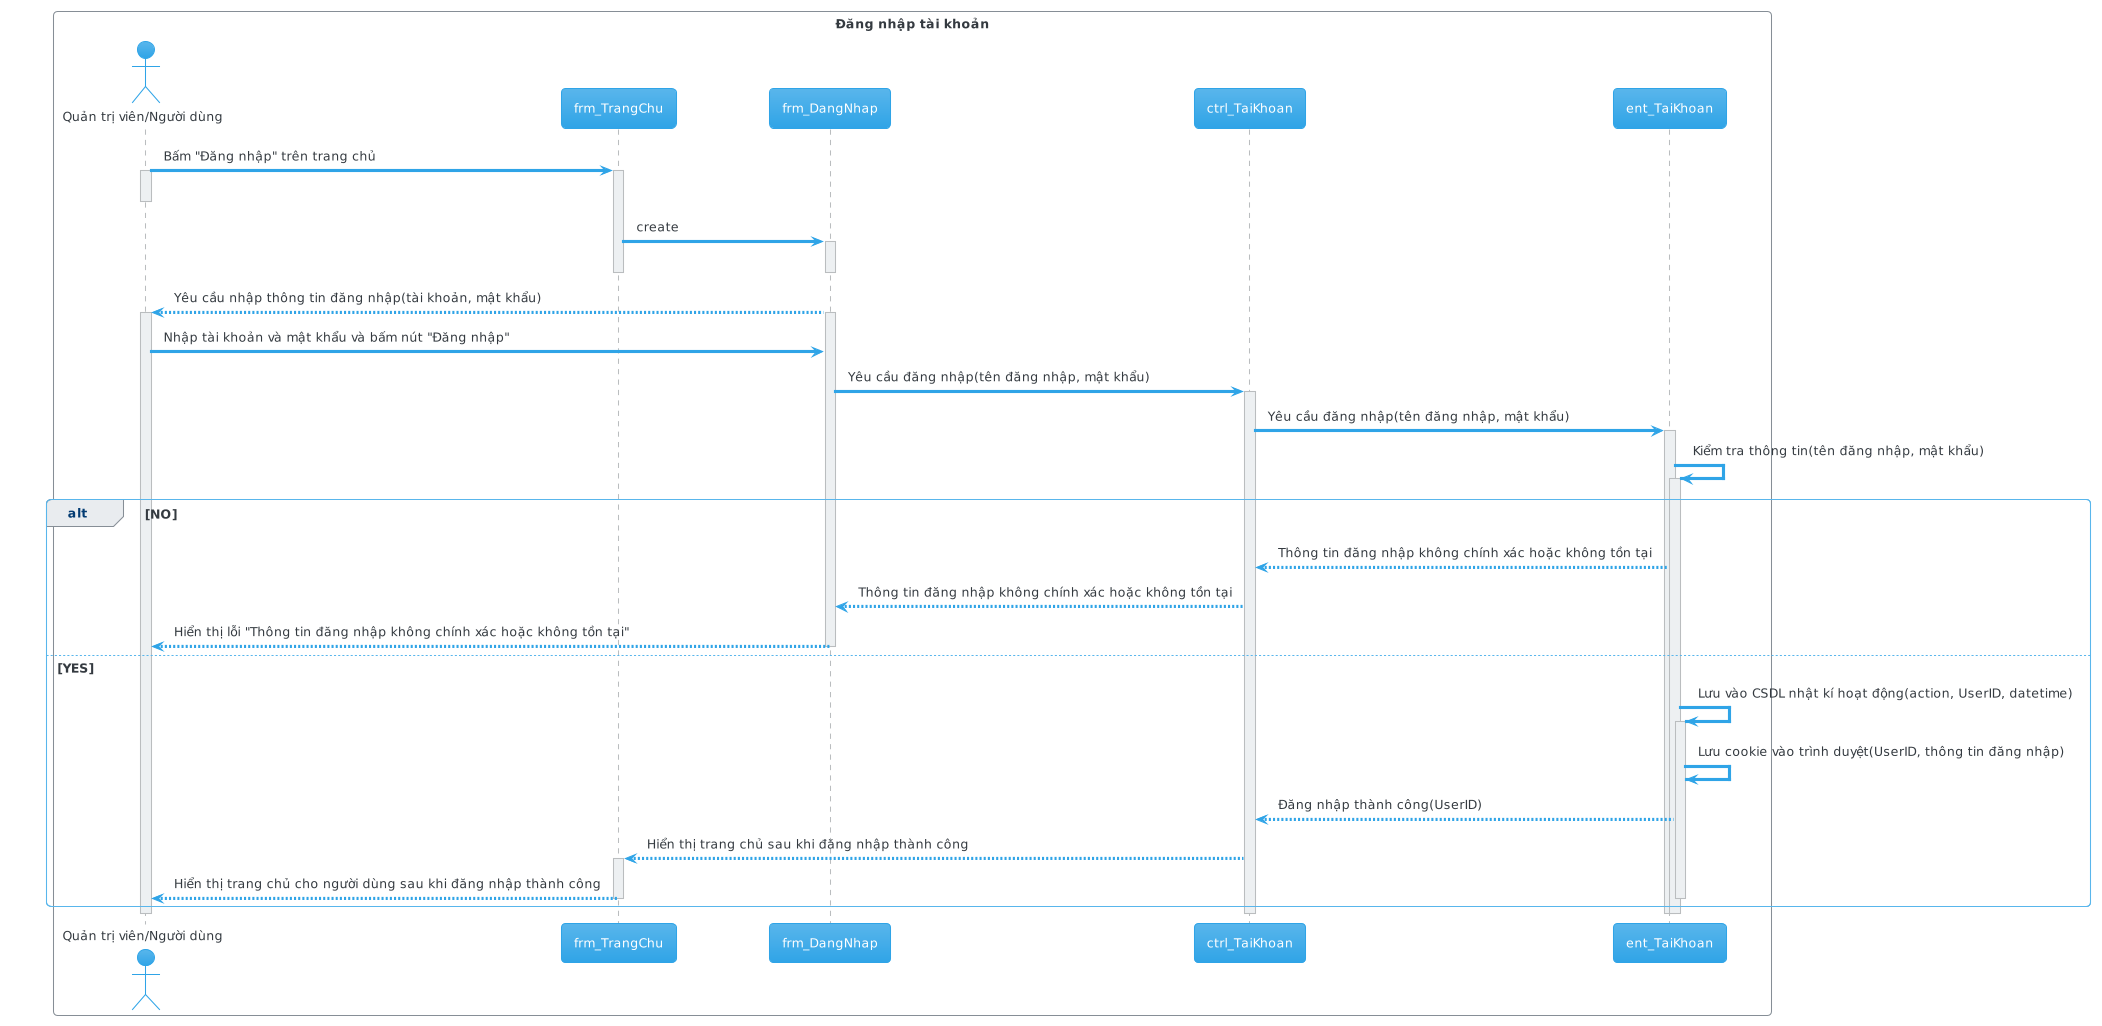 Đăng nhập tài khoản
Quản trị viên/Người dùng
frm_TrangChu
frm_DangNhap
ctrl_TaiKhoan
ent_TaiKhoan
Bấm "Đăng nhập" trên trang chủ
create
Yêu cầu nhập thông tin đăng nhập(tài khoản, mật khẩu)
Nhập tài khoản và mật khẩu và bấm nút "Đăng nhập"
Yêu cầu đăng nhập(tên đăng nhập, mật khẩu)
Yêu cầu đăng nhập(tên đăng nhập, mật khẩu)
Kiểm tra thông tin(tên đăng nhập, mật khẩu)
alt
[NO]
Thông tin đăng nhập không chính xác hoặc không tồn tại
Thông tin đăng nhập không chính xác hoặc không tồn tại
Hiển thị lỗi "Thông tin đăng nhập không chính xác hoặc không tồn tại"
[YES]
Lưu vào CSDL nhật kí hoạt động(action, UserID, datetime)
Lưu cookie vào trình duyệt(UserID, thông tin đăng nhập)
Đăng nhập thành công(UserID)
Hiển thị trang chủ sau khi đăng nhập thành công
Hiển thị trang chủ cho người dùng sau khi đăng nhập thành công
Quản trị viên/Người dùng
frm_TrangChu
frm_DangNhap
ctrl_TaiKhoan
ent_TaiKhoan